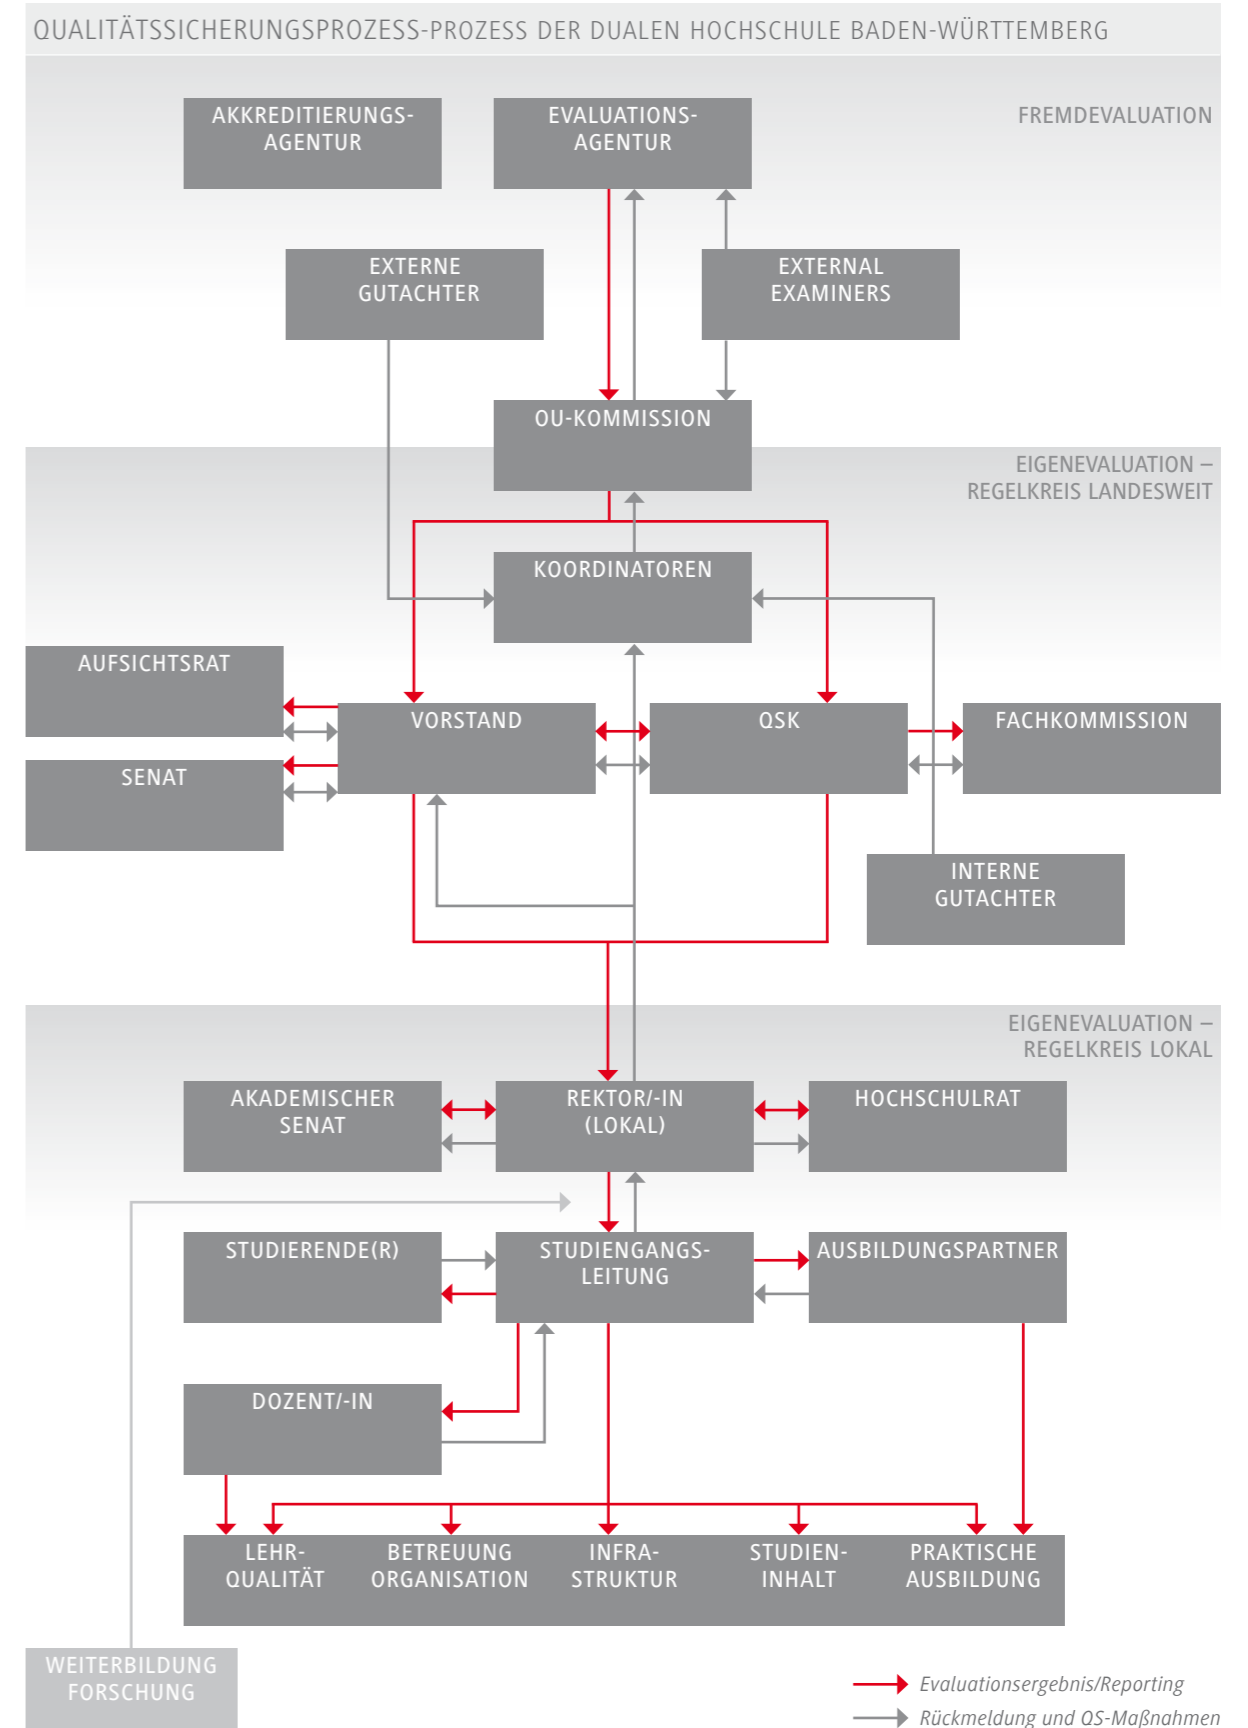 QUALITÄTSSICHERUNGSPROZESS-PROZESS DER DUALEN HOCHSCHULE BADEN-WÜRTTEMBERG
AKKREDITIERUNGS-
AGENTUR
EVALUATIONS-
AGENTUR
FREMDEVALUATION
EXTERNE
GUTACHTER
EXTERNAL
EXAMINERS
OU-KOMMISSION
EIGENEVALUATION –
REGELKREIS LANDESWEIT
KOORDINATOREN
AUFSICHTSRAT
VORSTAND
QSK
FACHKOMMISSION
SENAT
INTERNE
GUTACHTER
EIGENEVALUATION –
REGELKREIS LOKAL
AKADEMISCHER
SENAT
REKTOR/-IN
(LOKAL)
HOCHSCHULRAT
STUDIERENDE(R)
STUDIENGANGS-
LEITUNG
AUSBILDUNGSPARTNER
DOZENT/-IN
LEHR-
QUALITÄT
BETREUUNG
ORGANISATION
INFRA-
STRUKTUR
STUDIEN-
INHALT
PRAKTISCHE
AUSBILDUNG
WEITERBILDUNG
FORSCHUNG
Evaluationsergebnis/Reporting
Rückmeldung und QS-Maßnahmen